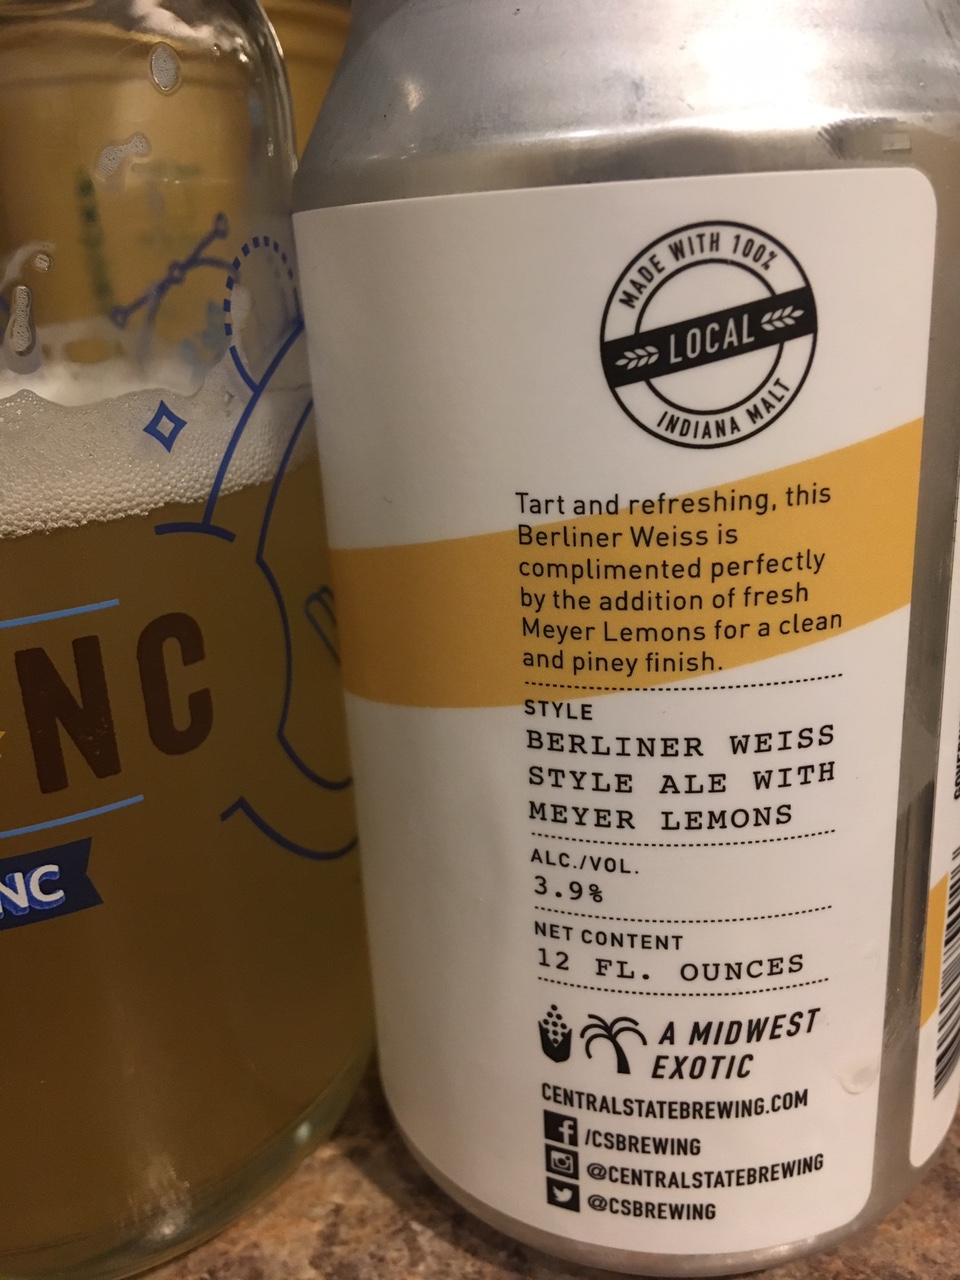 MADE WITH 100%
LOCAL
INDIANA MALT
Tart and refreshing, this
Berliner Weiss is
complimented perfectly
by the addition of fresh
Meyer Lemons for a clean
and piney finish.
STYLE
BERLINER WEISS
STYLE ALE WITH
MEYER LEMONS
ALC./VOL.
3.9%
NET CONTENT
12 FL. OUNCES
A MIDWEST
EXOTIC
CENTRALSTATEBREWING.COM
/CSBREWING
@CENTRALSTATEBREWING
@CSBREWING
NC
NC